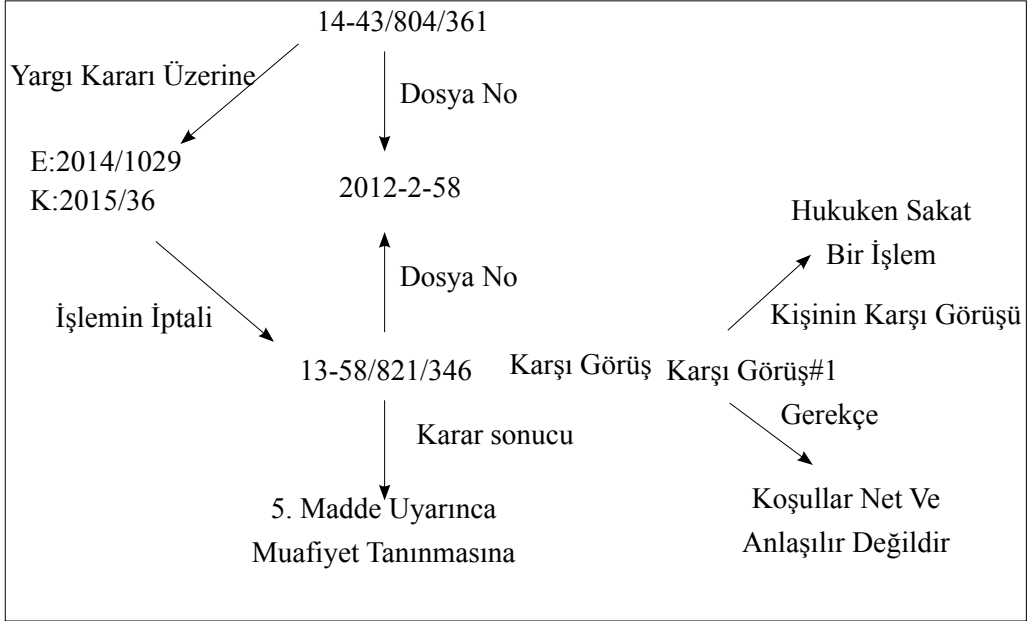 14-43/804/361
Yargı Kararı Üzerine
Dosya No
E:2014/1029
K:2015/36
2012-2-58
Hukuken Sakat
Bir İşlem
Dosya No
İşlemin İptali
Kişinin Karşı Görüşü
13-58/821/346
Karşı Görüş
Karşı Görüş#1
Gerekçe
Karar sonucu
5. Madde Uyarınca
Muafiyet Tanınmasına
Koşullar Net Ve
Anlaşılır Değildir